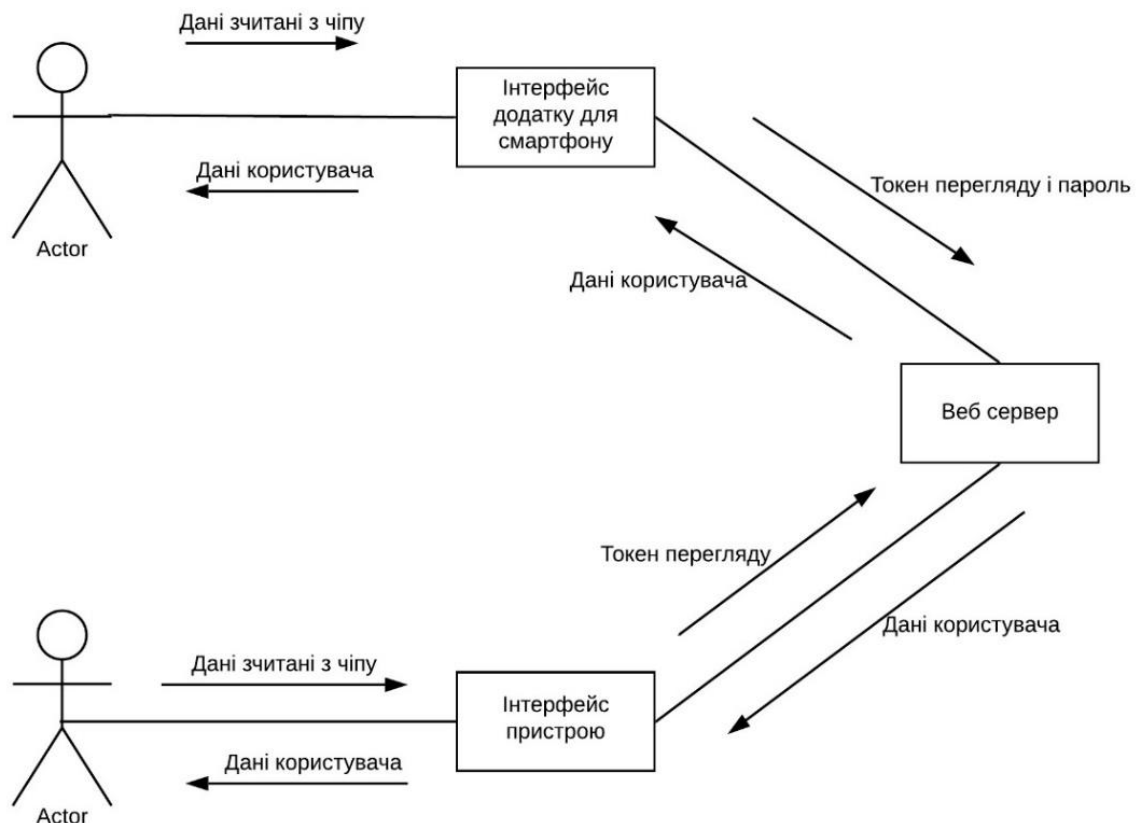 Дані зчитані з чіпу
Інтерфейс
додатку для
смартфону
Дані користувача
Токен перегляду і пароль
Actor
Дані користувача
Веб сервер
Токен перегляду
Дані користувача
Дані зчитані з чіпу
Інтерфейс
пристрою
Дані користувача
Actor